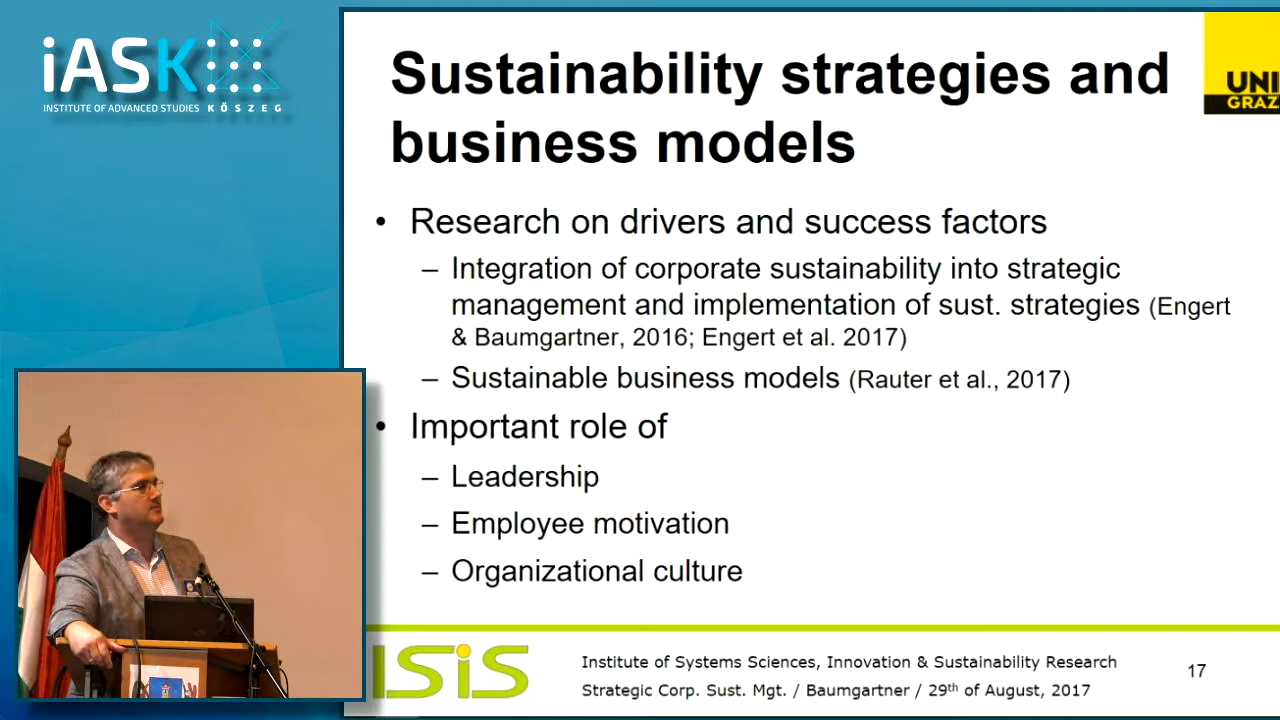 iASK
INSTITUTE OF ADVANCED STUDIES KŐSZEG
Sustainability strategies and
business models
UNI
GRAZ
• Research on drivers and success factors
– Integration of corporate sustainability into strategic
management and implementation of sust. strategies (Engert
& Baumgartner, 2016; Engert et al. 2017)
– Sustainable business models (Rauter et al., 2017)
• Important role of
– Leadership
– Employee motivation
– Organizational culture
ISIS
Institute of Systems Sciences, Innovation & Sustainability Research
Strategic Corp. Sust. Mgt. / Baumgartner / 29th of August, 2017
17